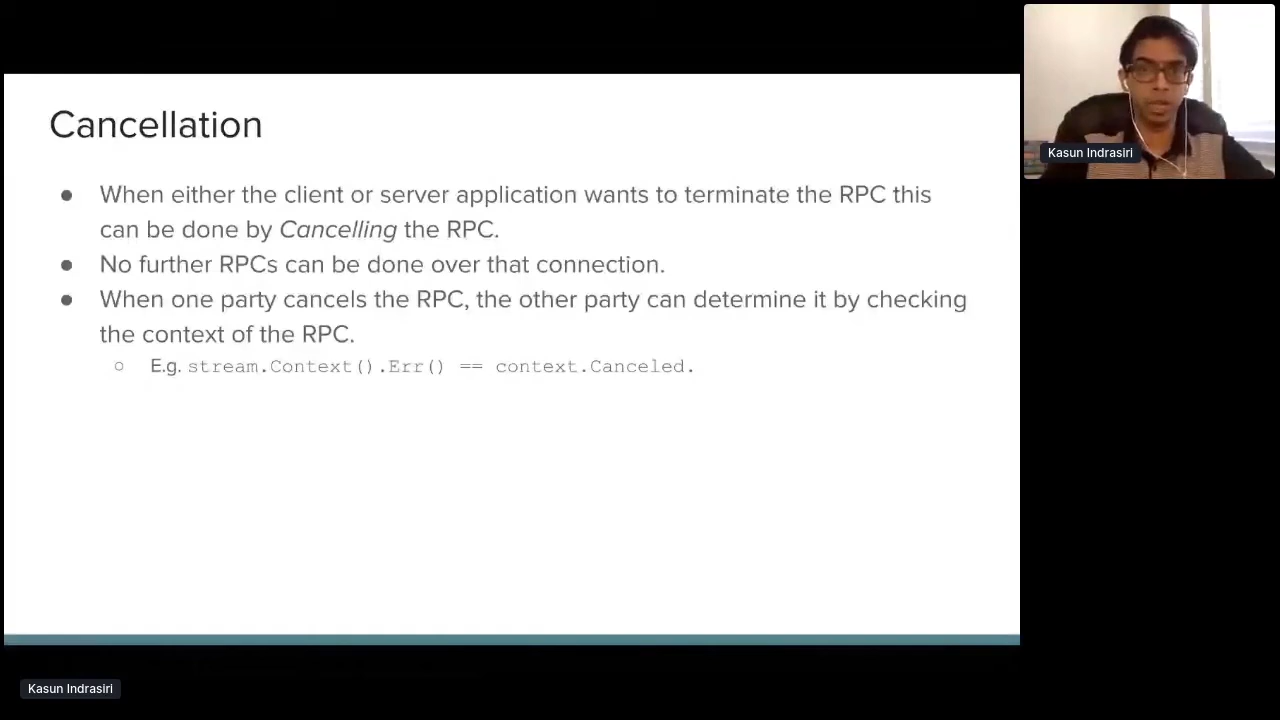 Cancellation
● When either the client or server application wants to terminate the RPC this
can be done by Cancelling the RPC.
● No further RPCs can be done over that connection.
● When one party cancels the RPC, the other party can determine it by checking
the context of the RPC.
○ E.g. stream.Context().Err() == context.Canceled.
Kasun Indrasiri
Kasun Indrasiri